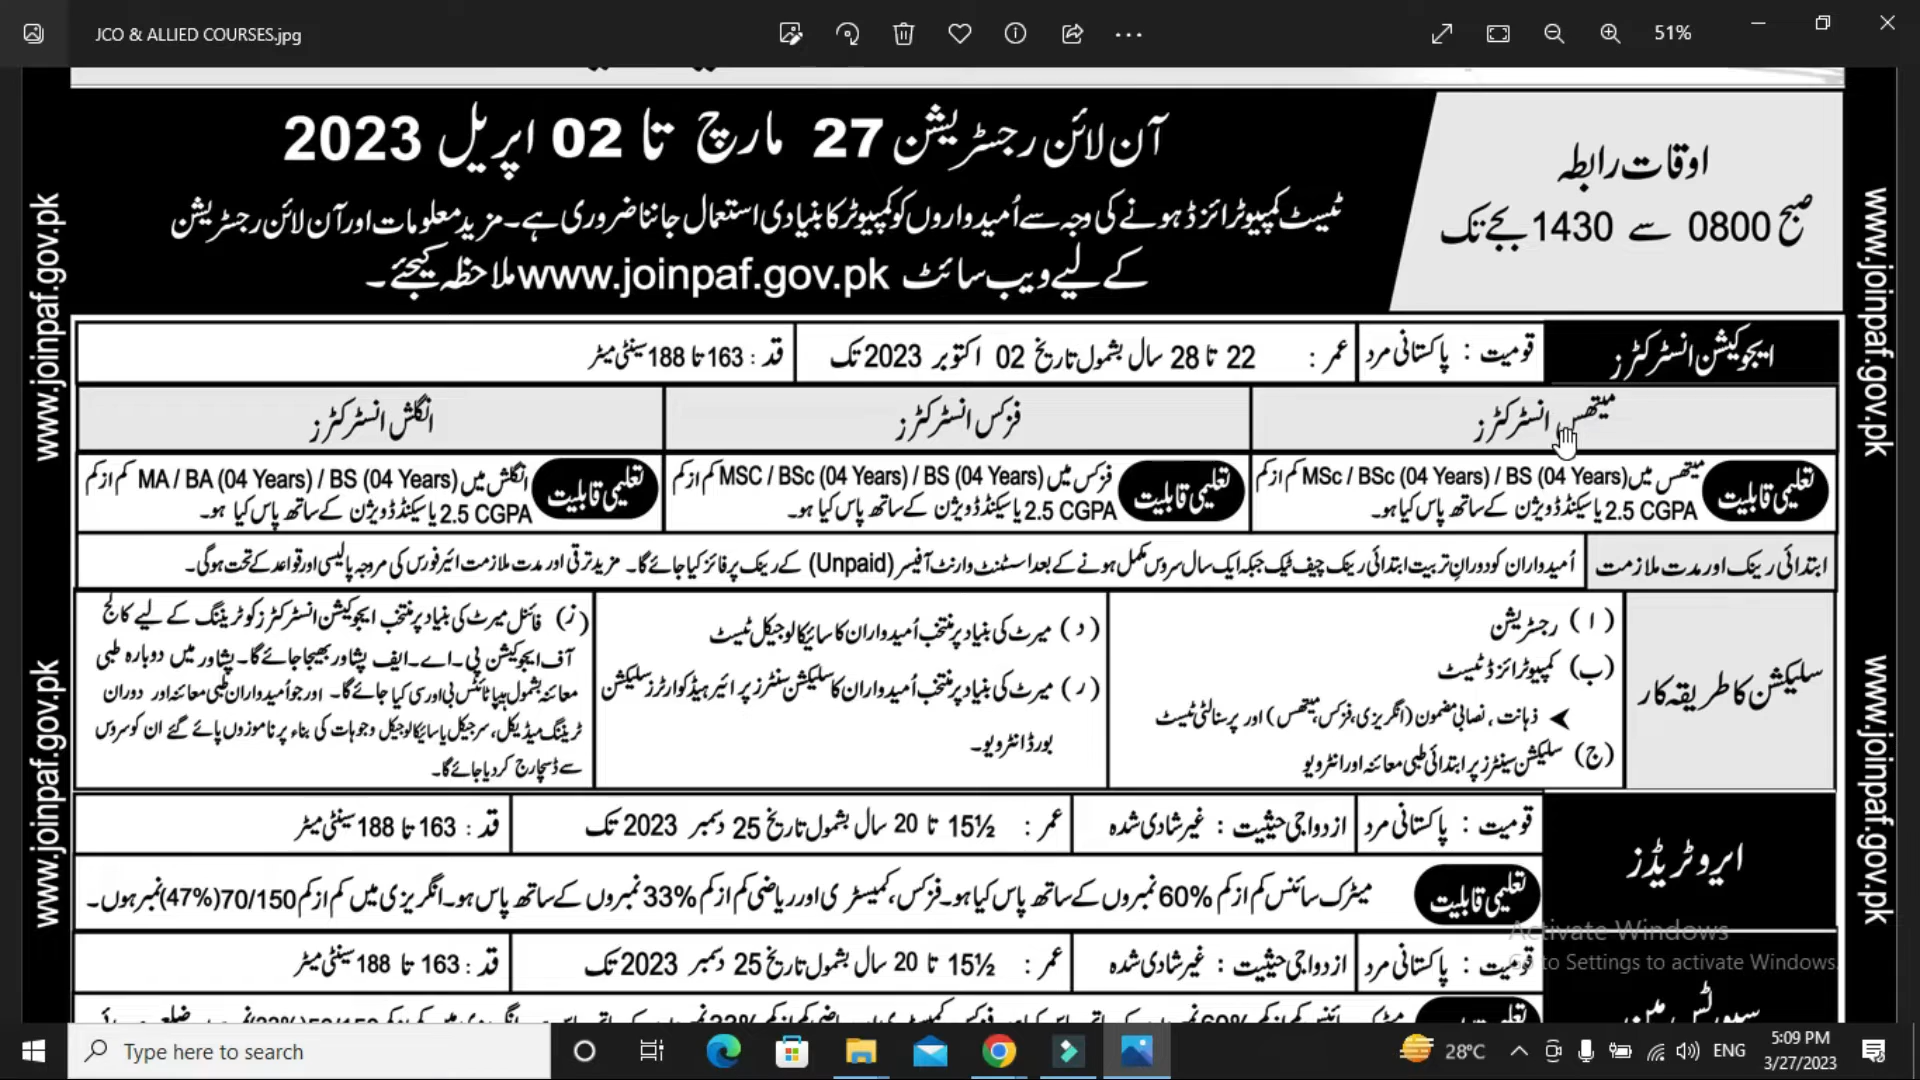 JCO & ALLIED COURSES.jpg
51%
آن لائن رجسٹریشن 27 مارچ تا 02 اپریل 2023
اوقات رابطہ
صبح 0800 سے 1430 بجے تک
ٹیسٹ کمپیوٹرائزڈ ہونے کی وجہ سے اُمیدواروں کو کمپیوٹر کا بنیادی استعمال جاننا ضروری ہے۔ مزید معلومات اور آن لائن رجسٹریشن
کے لیے ویب سائٹ www.joinpaf.gov.pk ملاحظہ کیجئے۔
www.joinpaf.gov.pk
www.joinpaf.gov.pk
www.joinpaf.gov.pk
www.joinpaf.gov.pk
ایجوکیشن انسٹرکٹرز
قومیت : پاکستانی مرد
عمر : 22 تا 28 سال بشمول تاریخ 02 اکتوبر 2023 تک
قد : 163 تا 188 سینٹی میٹر
میتھس انسٹرکٹرز
فزکس انسٹرکٹرز
انگلش انسٹرکٹرز
تعلیمی قابلیت
میتھس میں MSc / BSc (04 Years) / BS (04 Years) کم از کم
2.5 CGPA یا سیکنڈ ڈویژن کے ساتھ پاس کیا ہو۔
تعلیمی قابلیت
فزکس میں MSC / BSc (04 Years) / BS (04 Years) کم از کم
2.5 CGPA یا سیکنڈ ڈویژن کے ساتھ پاس کیا ہو۔
تعلیمی قابلیت
انگلش میں MA / BA (04 Years) / BS (04 Years) کم از کم
2.5 CGPA یا سیکنڈ ڈویژن کے ساتھ پاس کیا ہو۔
ابتدائی رینک اور مدت ملازمت
اُمیدواران کو دوران تربیت ابتدائی رینک چیف ٹیک جبکہ ایک سال سروس مکمل ہونے کے بعد اسسٹنٹ وارنٹ آفیسر (Unpaid) کے رینک پر فائز کیا جائے گا۔ مزید ترقی اور مدت ملازمت ائیر فورس کی مروجہ پالیسی اور قواعد کے تحت ہوگی۔
سلیکشن کا طریقہ کار
(ا) رجسٹریشن
(ب) کمپیوٹرائزڈ ٹیسٹ
ذہانت ، نصابی مضمون (انگریزی، فزکس، میتھس) اور پرسنالٹی ٹیسٹ
(ج) سلیکشن سینٹرز پر ابتدائی طبی معائنہ اور انٹرویو
(د) میرٹ کی بنیاد پر منتخب اُمیدواران کا سائیکالوجیکل ٹیسٹ
(ر) میرٹ کی بنیاد پر منتخب اُمیدواران کا سلیکشن سنٹرز پر ائیر ہیڈکوارٹرز سلیکشن
بورڈ انٹرویو۔
(ز) فائنل میرٹ کی بنیاد پر منتخب ایجوکیشن انسٹرکٹرز کو ٹریننگ کے لیے کالج
آف ایجوکیشن پی۔اے۔ایف پشاور بھیجا جائے گا۔ پشاور میں دوبارہ طبی
معائنہ بشمول ہیپاٹائٹس بی اور سی کیا جائے گا۔ اور جو اُمیدواران طبی معائنہ اور دوران
ٹریننگ میڈیکل، سرجیکل یا سائیکالوجیکل وجوہات کی بناء پر ناموزوں پائے گئے ان کو سروس
سے ڈسچارج کر دیا جائے گا۔
ایروٹریڈز
قومیت : پاکستانی مرد
ازدواجی حیثیت : غیر شادی شدہ
عمر : 15½ تا 20 سال بشمول تاریخ 25 دسمبر 2023 تک
قد : 163 تا 188 سینٹی میٹر
تعلیمی قابلیت
میٹرک سائنس کم از کم 60% نمبروں کے ساتھ پاس کیا ہو۔ فزکس، کیمسٹری اور ریاضی کم از کم 33% نمبروں کے ساتھ پاس ہو۔ انگریزی میں کم از کم 70/150 (47%) نمبر ہوں۔
قومیت : پاکستانی مرد
ازدواجی حیثیت : غیر شادی شدہ
عمر : 15½ تا 20 سال بشمول تاریخ 25 دسمبر 2023 تک
قد : 163 تا 188 سینٹی میٹر
Activate Windows
Go to Settings to activate Windows.
Type here to search
28°C
ENG
5:09 PM
3/27/2023